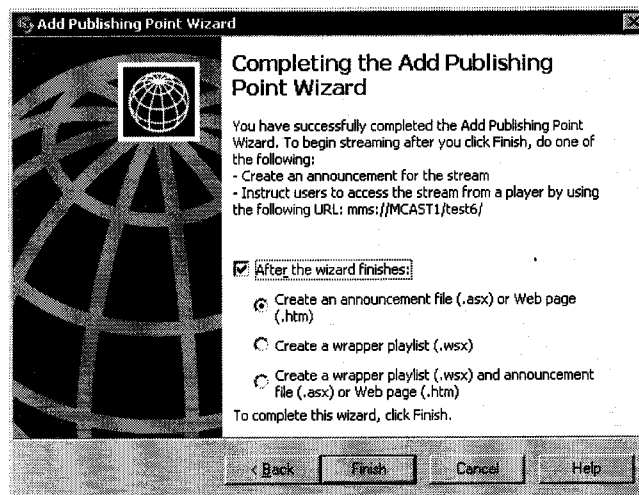 Add Publishing Point Wizard
Completing the Add Publishing
Point Wizard
You have successfully completed the Add Publishing Point
Wizard. To begin streaming after you click Finish, do one of
the following:
- Create an announcement for the stream
- Instruct users to access the stream from a player by using
the following URL: mms://MCAST1/test6/
After the wizard finishes:
Create an announcement file (.asx) or Web page
(.htm)
Create a wrapper playlist (.wsx)
Create a wrapper playlist (.wsx) and announcement
file (.asx) or Web page (.htm)
To complete this wizard, click Finish.
< Back
Finish
Cancel
Help